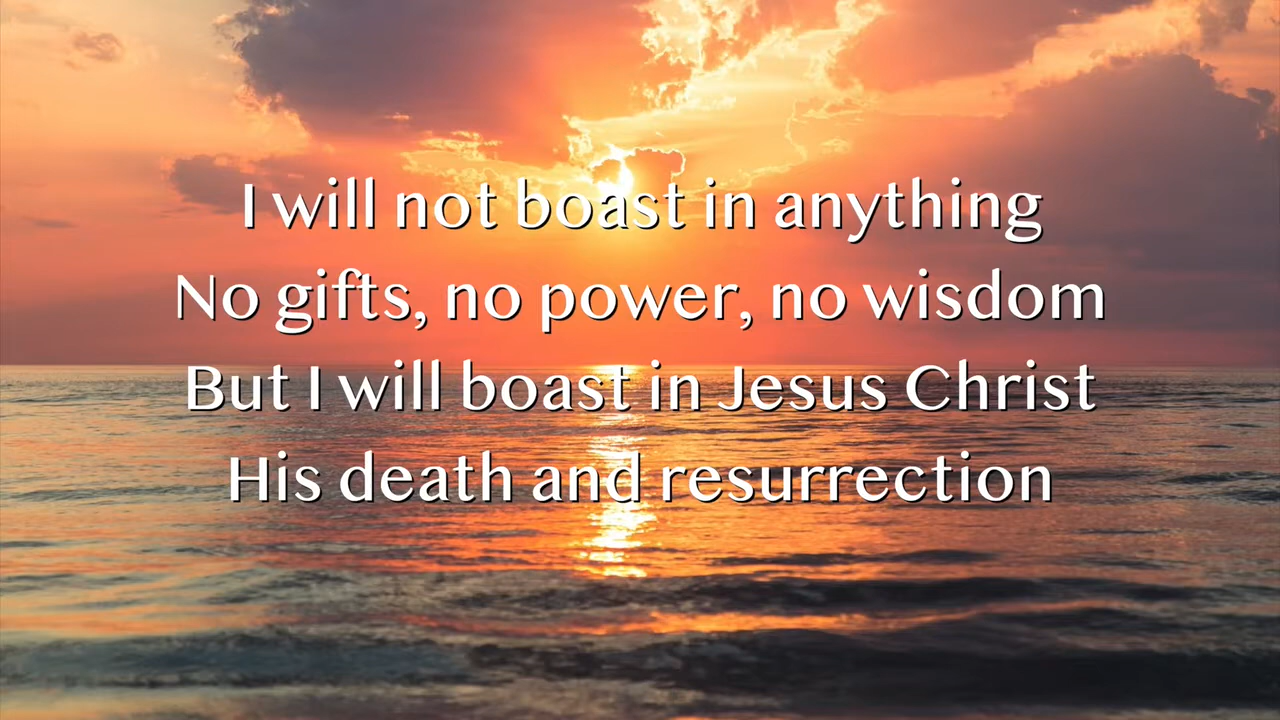 I will not boast in anything
No gifts, no power, no wisdom
But I will boast in Jesus Christ
His death and resurrection